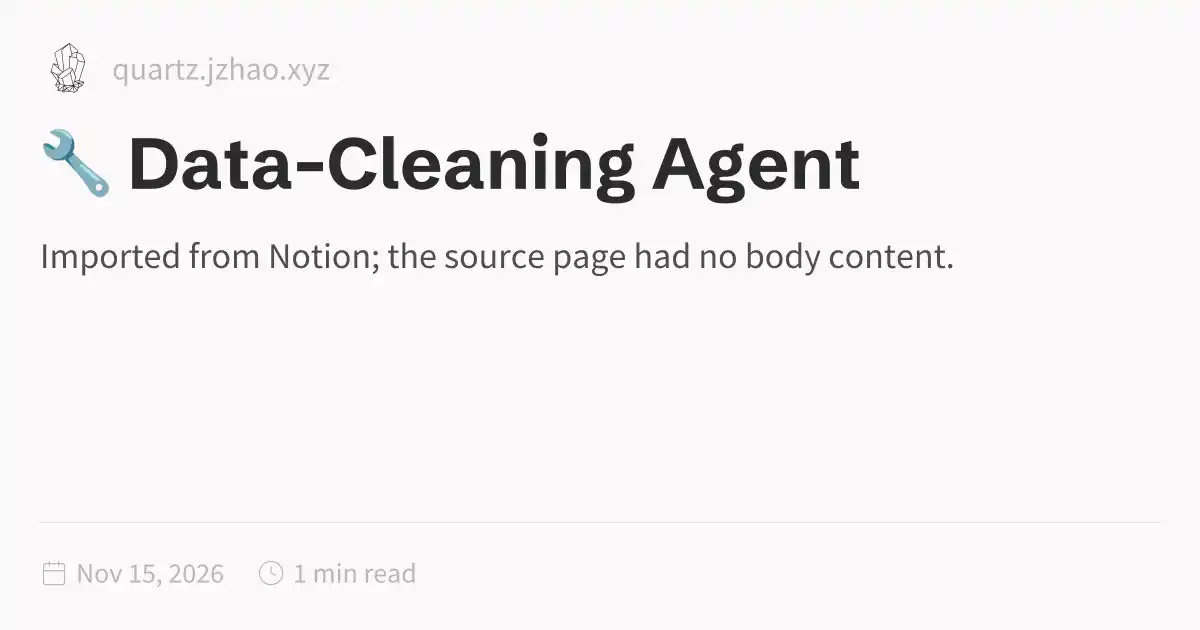 quartz.jzhao.xyz
🔧 Data-Cleaning Agent
Imported from Notion; the source page had no body content.
Nov 15, 2026 1 min read